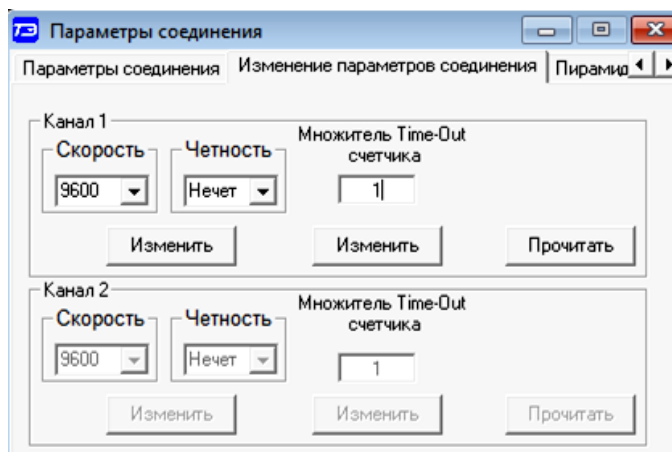 ТЭ Параметры соединения
Параметры соединения Изменение параметров соединения
Канал 1
Скорость Четность Множитель Time-Out
счетчика
9600 Нечет 1
Изменить Изменить Прочитать
Канал 2
Скорость Четность Множитель Time-Out
счетчика
9600 Нечет 1
Изменить Изменить Прочитать